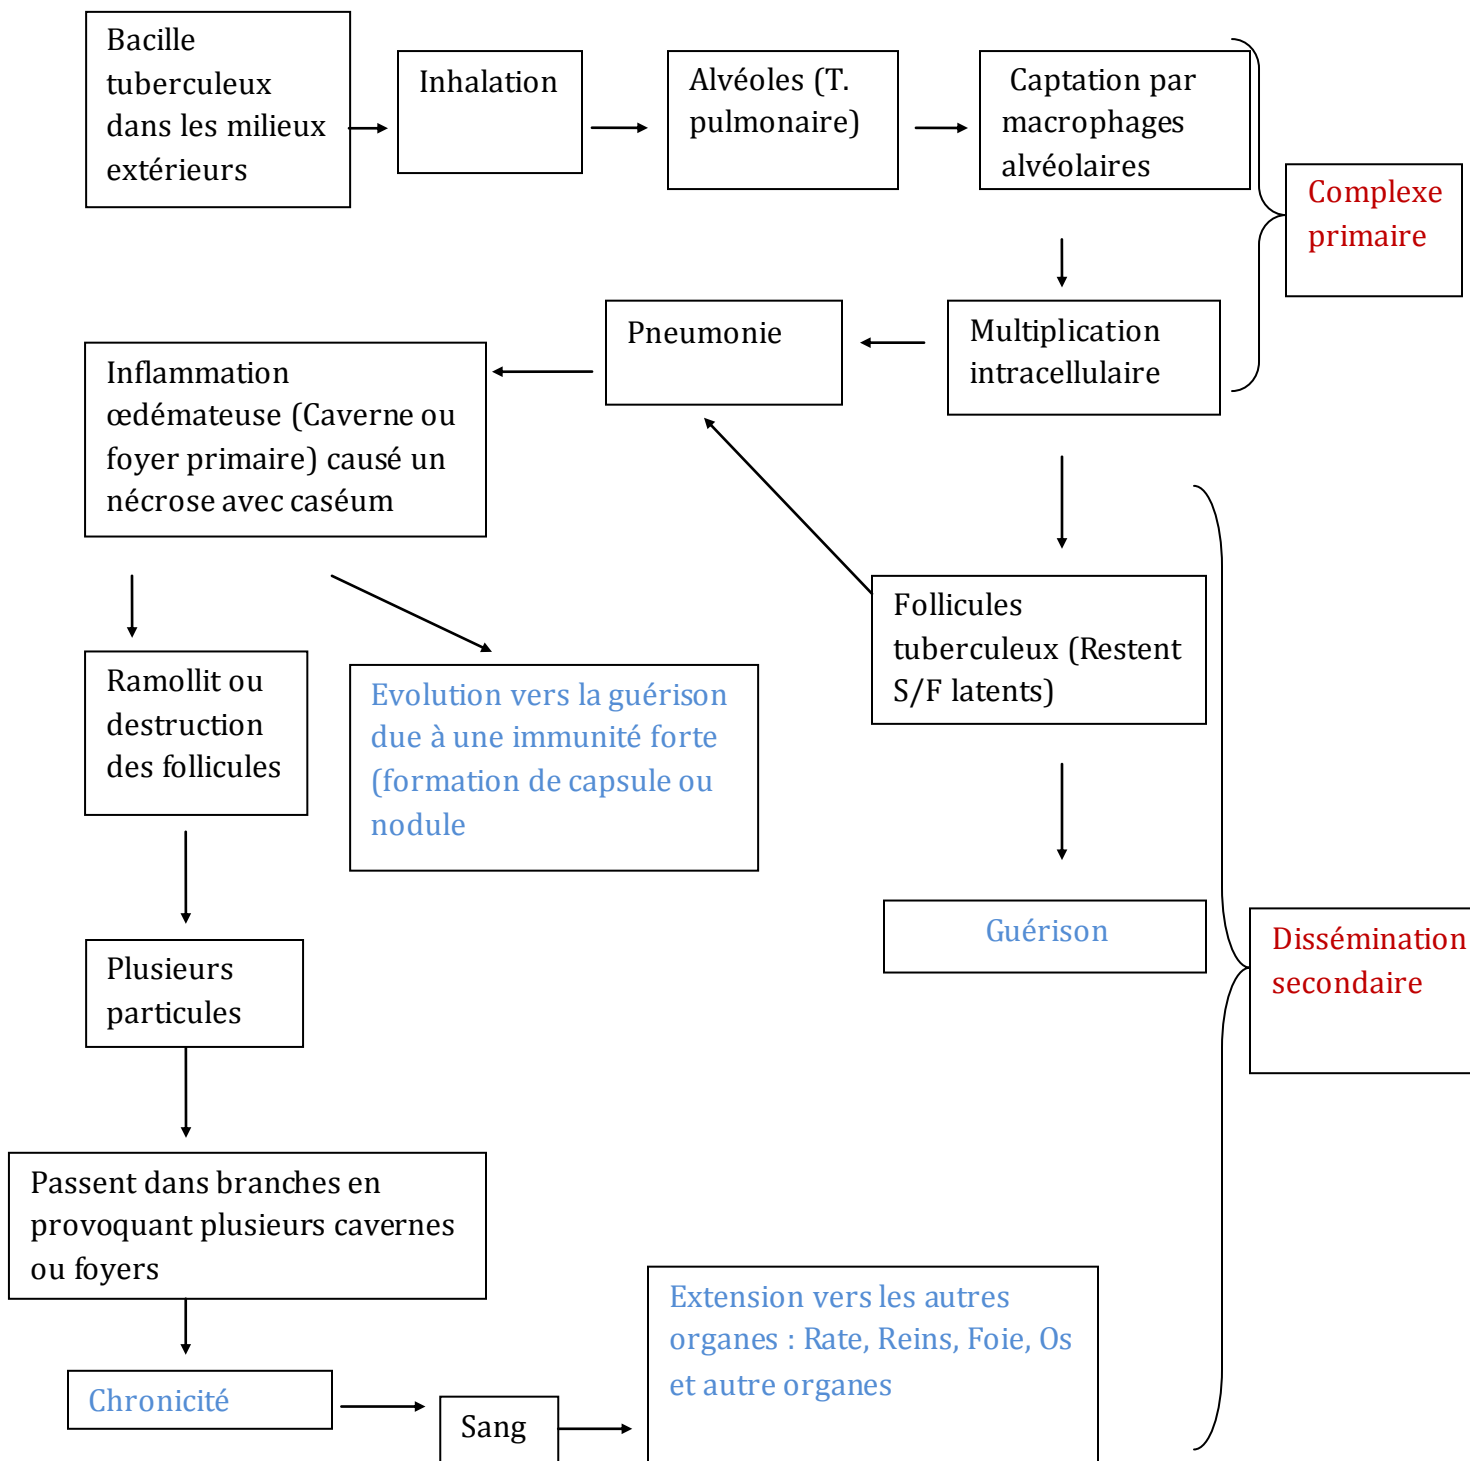 Bacille
tuberculeux
dans les milieux
extérieurs
Inhalation
Alvéoles (T.
pulmonaire)
Captation par
macrophages
alvéolaires
Complexe
primaire
Multiplication
intracellulaire
Pneumonie
Inflammation
œdémateuse (Caverne ou
foyer primaire) causé un
nécrose avec caséum
Follicules
tuberculeux (Restent
S/F latents)
Ramollit ou
destruction
des follicules
Evolution vers la guérison
due à une immunité forte
(formation de capsule ou
nodule
Guérison
Dissémination
secondaire
Plusieurs
particules
Passent dans branches en
provoquant plusieurs cavernes
ou foyers
Chronicité
Sang
Extension vers les autres
organes : Rate, Reins, Foie, Os
et autre organes